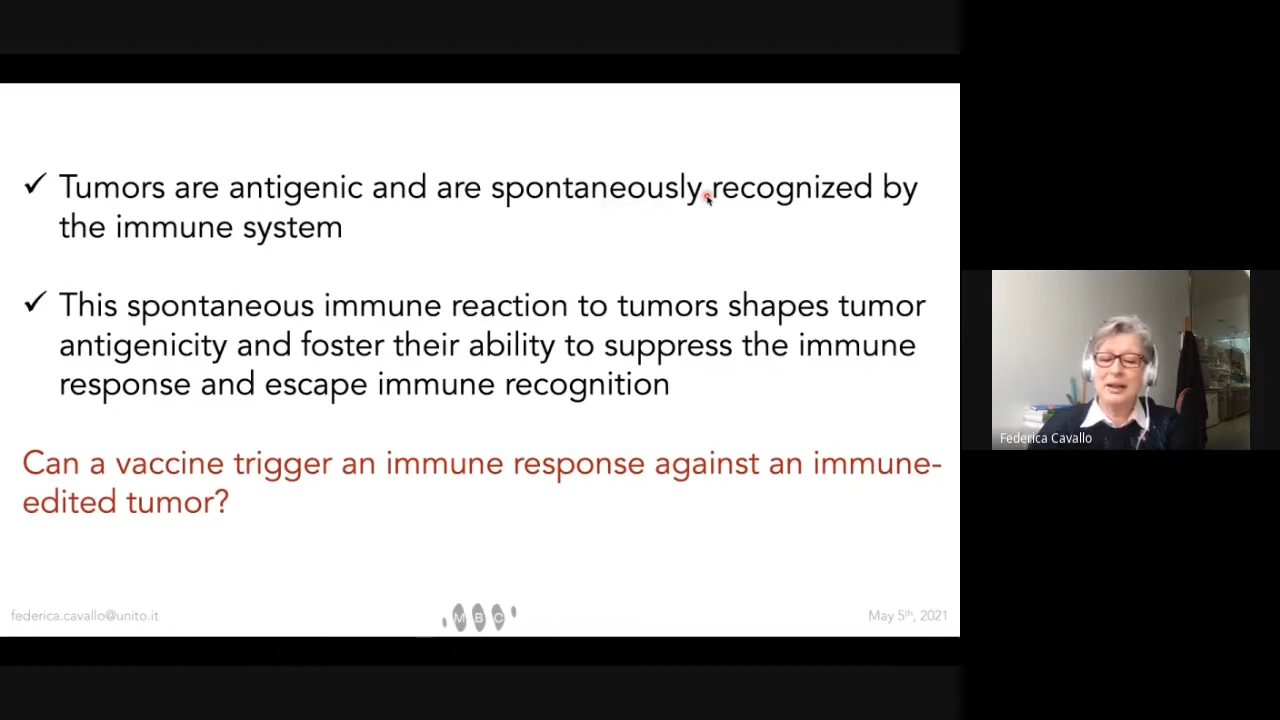 ✓ Tumors are antigenic and are spontaneously recognized by
the immune system
✓ This spontaneous immune reaction to tumors shapes tumor
antigenicity and foster their ability to suppress the immune
response and escape immune recognition
Can a vaccine trigger an immune response against an immune-
edited tumor?
federica.cavallo@unito.it
MBC
May 5th, 2021
Federica Cavallo